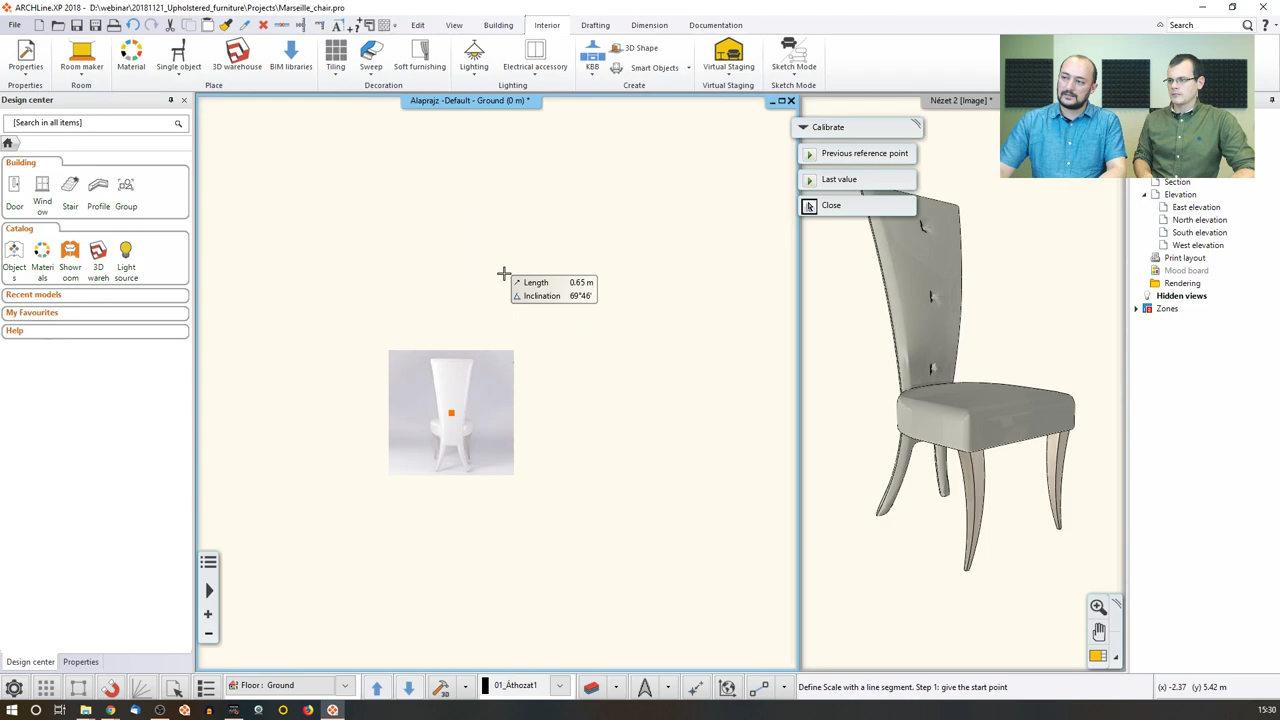 ARCHLine.XP 2018 - D:\webinar\20181121_Upholstered_furniture\Projects\Marseille_chair.pro
File
Edit View Building Interior Drafting Dimension Documentation
Search
Properties
Room maker
Material
Single object
3D warehouse
BIM libraries
Tiling
Sweep
Soft furnishing
Lighting
Electrical accessory
KBB
3D Shape
Smart Objects
Virtual Staging
Sketch Mode
Properties
Room
Place
Decoration
Lighting
Create
Virtual Staging
Sketch Mode
Design center
[Search in all items]
Building
Door
Wind
ow
Stair
Profile
Group
Catalog
Object
s
Materi
als
Show
room
3D
wareh
Light
source
Recent models
My Favourites
Help
Alaprajz -Default - Ground (0 m) *
Length 0.65 m
Inclination 69°46'
Calibrate
Previous reference point
Last value
Close
Nézet 2 [Image] *
Section
Elevation
East elevation
North elevation
South elevation
West elevation
Print layout
Mood board
Rendering
Hidden views
Zones
Design center
Properties
Floor : Ground
01_Áthozat1
Define Scale with a line segment. Step 1: give the start point
(x) -2.37 (y) 5.42 m
15:30